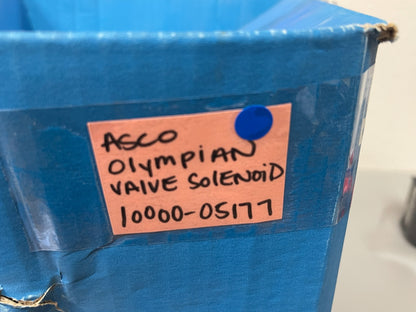 ASCO
OlympiAN
VALVE SOLENOID
10000-05177